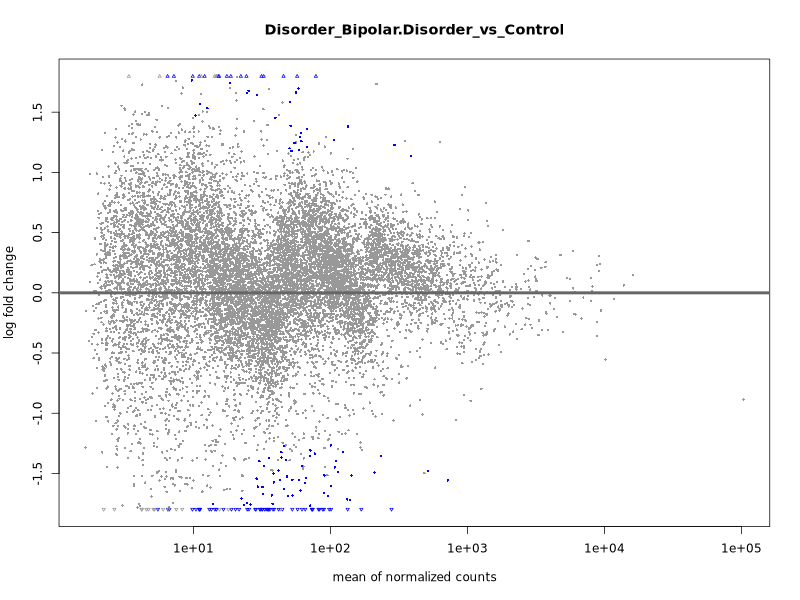 Disorder_Bipolar.Disorder_vs_Control
log fold change
1.5
1.0
0.5
0.0
-0.5
-1.0
-1.5
1e+01 1e+02 1e+03 1e+04 1e+05
mean of normalized counts